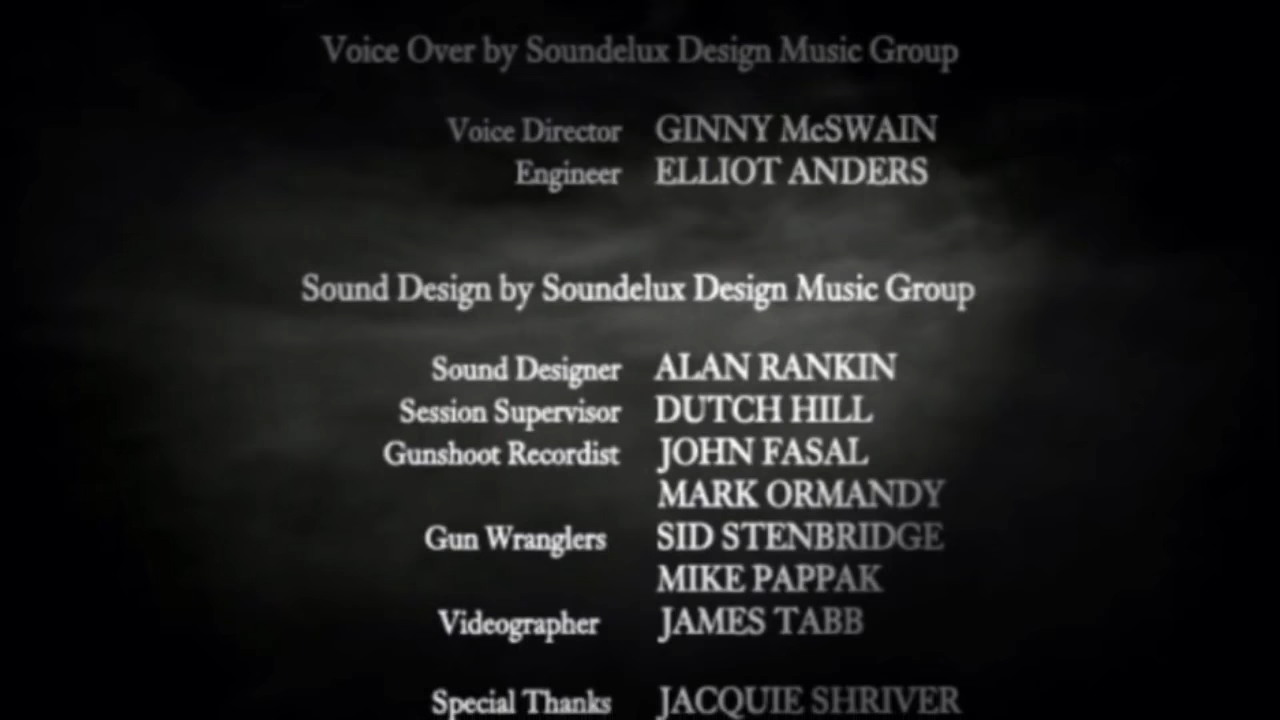 Voice Over by Soundelux Design Music Group
Voice Director GINNY McSWAIN
Engineer ELLIOT ANDERS
Sound Design by Soundelux Design Music Group
Sound Designer ALAN RANKIN
Session Supervisor DUTCH HILL
Gunshoot Recordist JOHN FASAL
MARK ORMANDY
Gun Wranglers SID STENBRIDGE
MIKE PAPPAK
Videographer JAMES TABB
Special Thanks JACQUIE SHRIVER